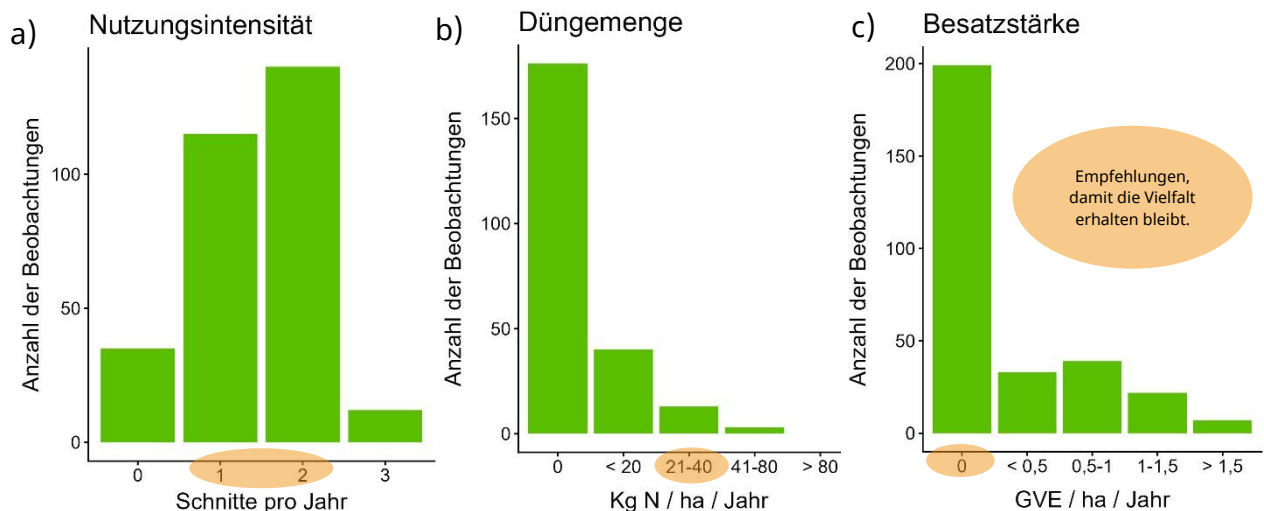 a) Nutzungsintensität
Anzahl der Beobachtungen
100
50
0
0 1 2 3
Schnitte pro Jahr
b) Düngemenge
Anzahl der Beobachtungen
150
100
50
0
0 < 20 21-40 41-80 > 80
Kg N / ha / Jahr
c) Besatzstärke
Anzahl der Beobachtungen
200
150
100
50
0
0 < 0,5 0,5-1 1-1,5 > 1,5
GVE / ha / Jahr
Empfehlungen,
damit die Vielfalt
erhalten bleibt.